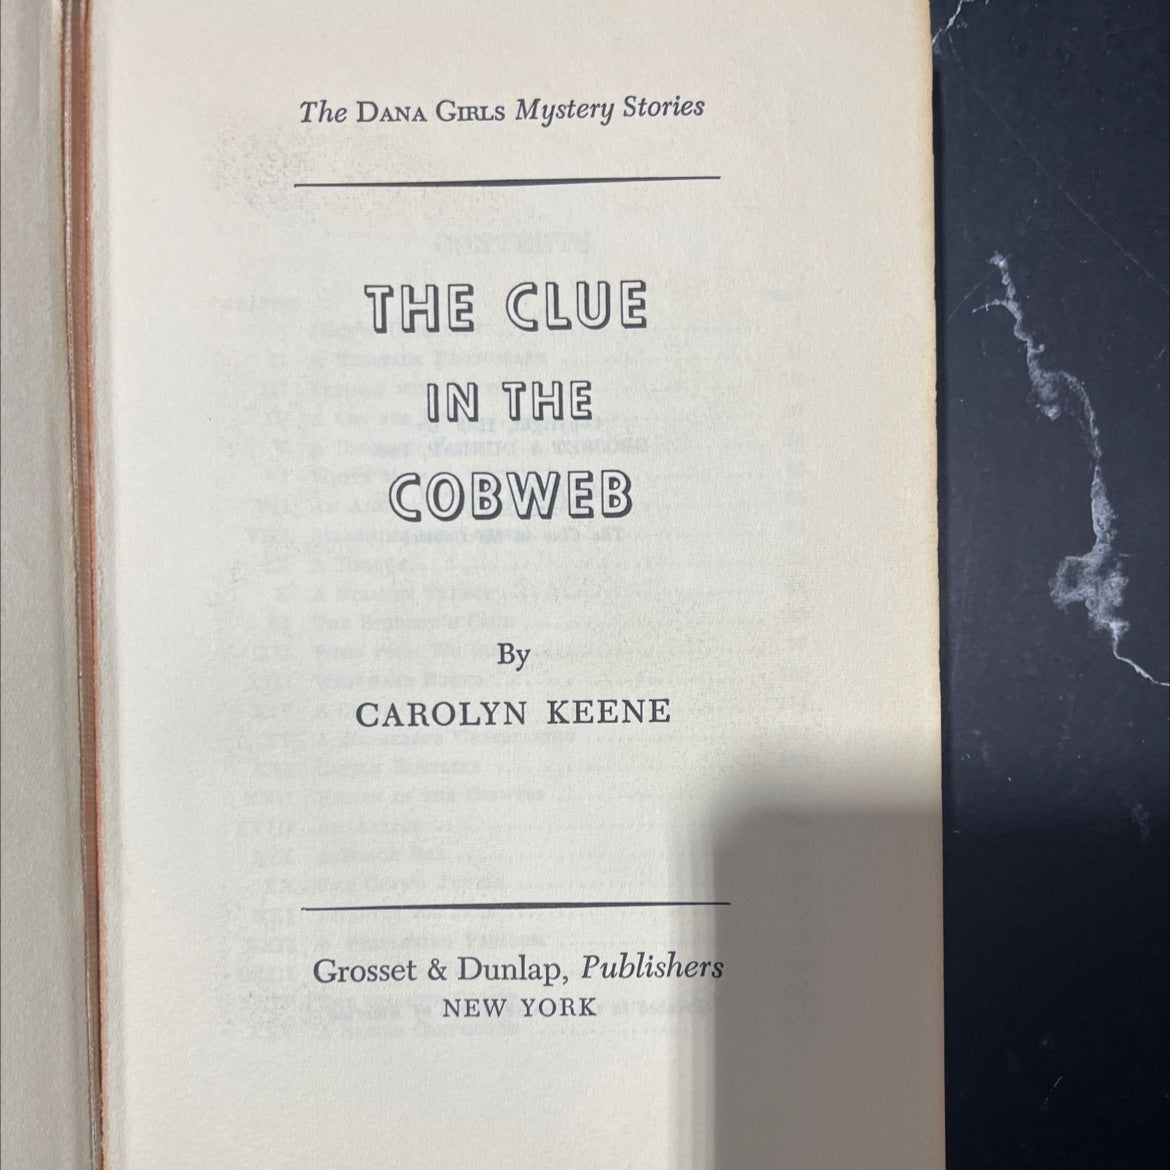 The DANA GIRLS Mystery Stories
THE CLUE
IN THE
COBWEB
By
CAROLYN KEENE
Grosset & Dunlap, Publishers
NEW YORK